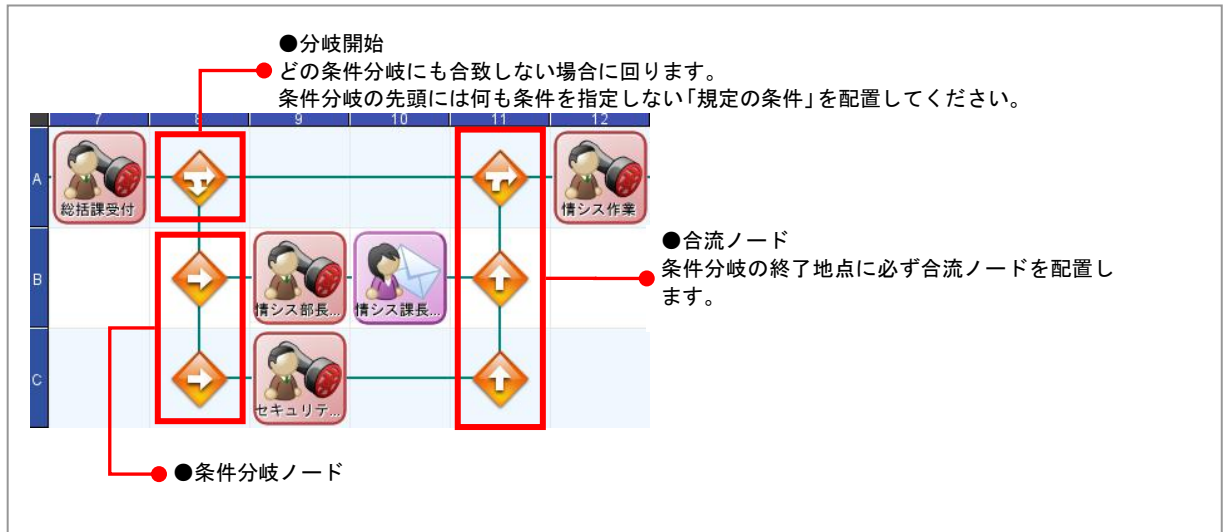 ●分岐開始
どの条件分岐にも合致しない場合に回ります。
条件分岐の先頭には何も条件を指定しない「規定の条件」を配置してください。
7 8 9 10 11 12
A
総括課受付
情シス作業
●合流ノード
条件分岐の終了地点に必ず合流ノードを配置し
ます。
B
情シス部長...
情シス課長...
C
セキュリテ...
●条件分岐ノード